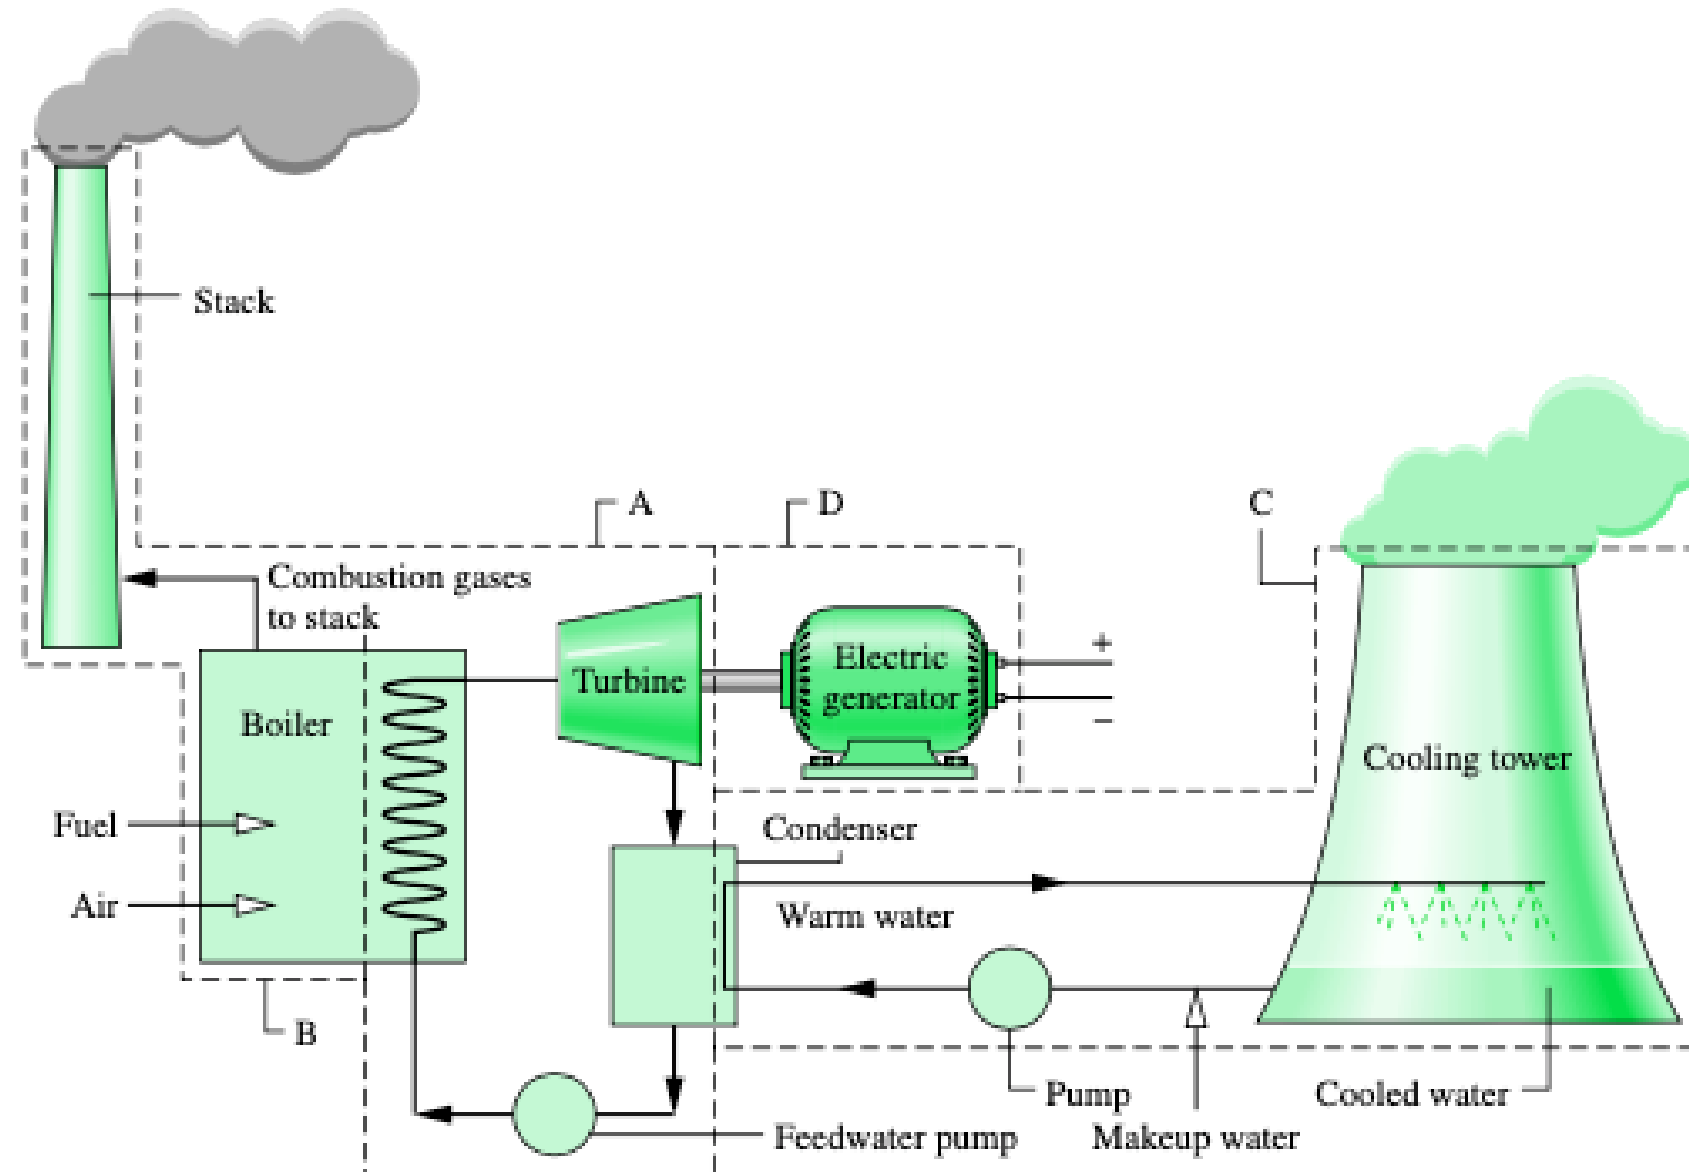 Stack
A
D
C
Combustion gases
to stack
Turbine
Electric
generator
+
−
Boiler
Cooling tower
Fuel
Condenser
Air
Warm water
B
Pump
Cooled water
Feedwater pump
Makeup water